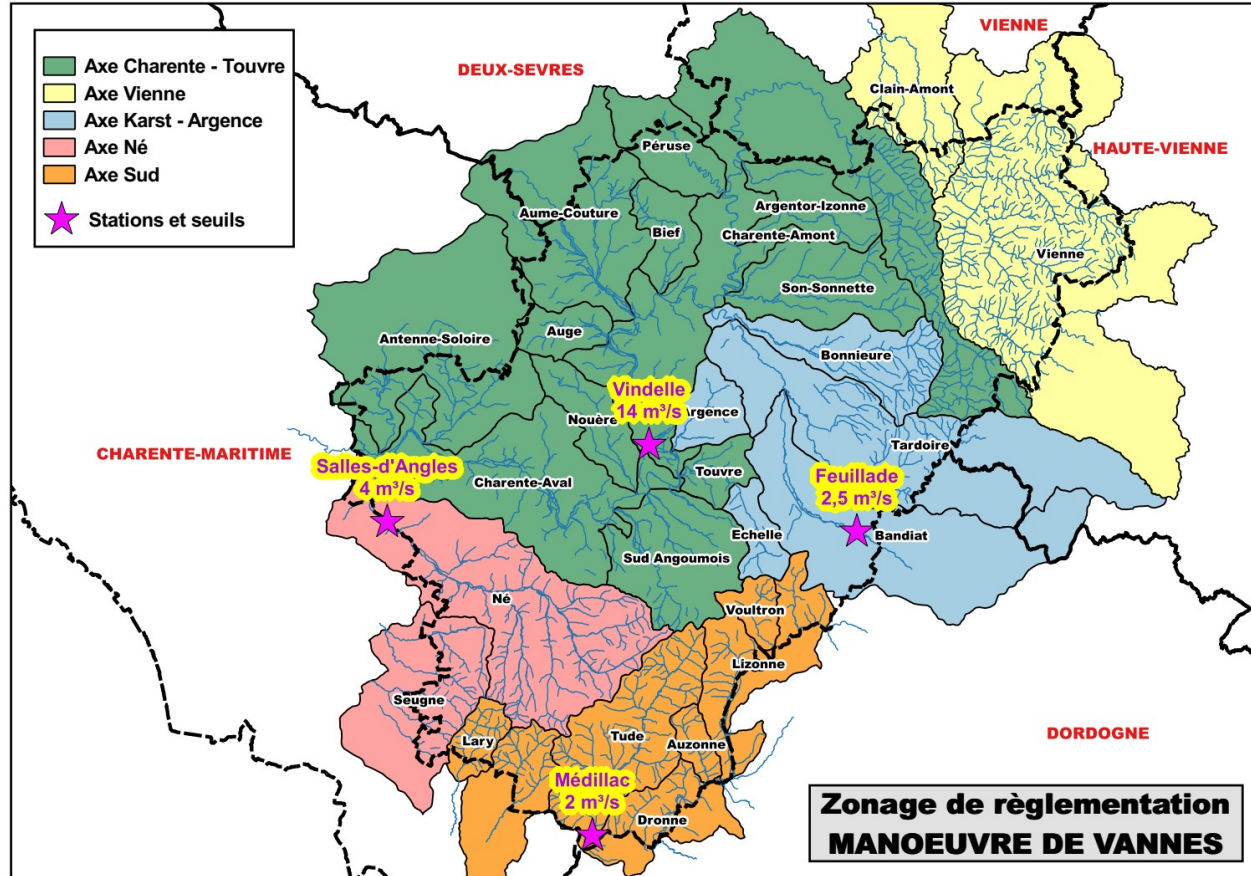 Axe Charente - Touvre
Axe Vienne
Axe Karst - Argence
Axe Né
Axe Sud
Stations et seuils
VIENNE
DEUX-SEVRES
Clain-Amont
HAUTE-VIENNE
Péruse
Argentor-Izonne
Aume-Couture
Bief
Charente-Amont
Vienne
Son-Sonnette
Auge
Antenne-Soloire
Bonnieure
Vindelle
14 m³/s
Argence
Nouère
Tardoire
CHARENTE-MARITIME
Salles-d'Angles
4 m³/s
Charente-Aval
Touvre
Feuillade
2,5 m³/s
Echelle
Bandiat
Sud Angoumois
Né
Voultron
Lizonne
Seugne
Lary
Tude
Auzonne
DORDOGNE
Médillac
2 m³/s
Dronne
Zonage de règlementation
MANOEUVRE DE VANNES